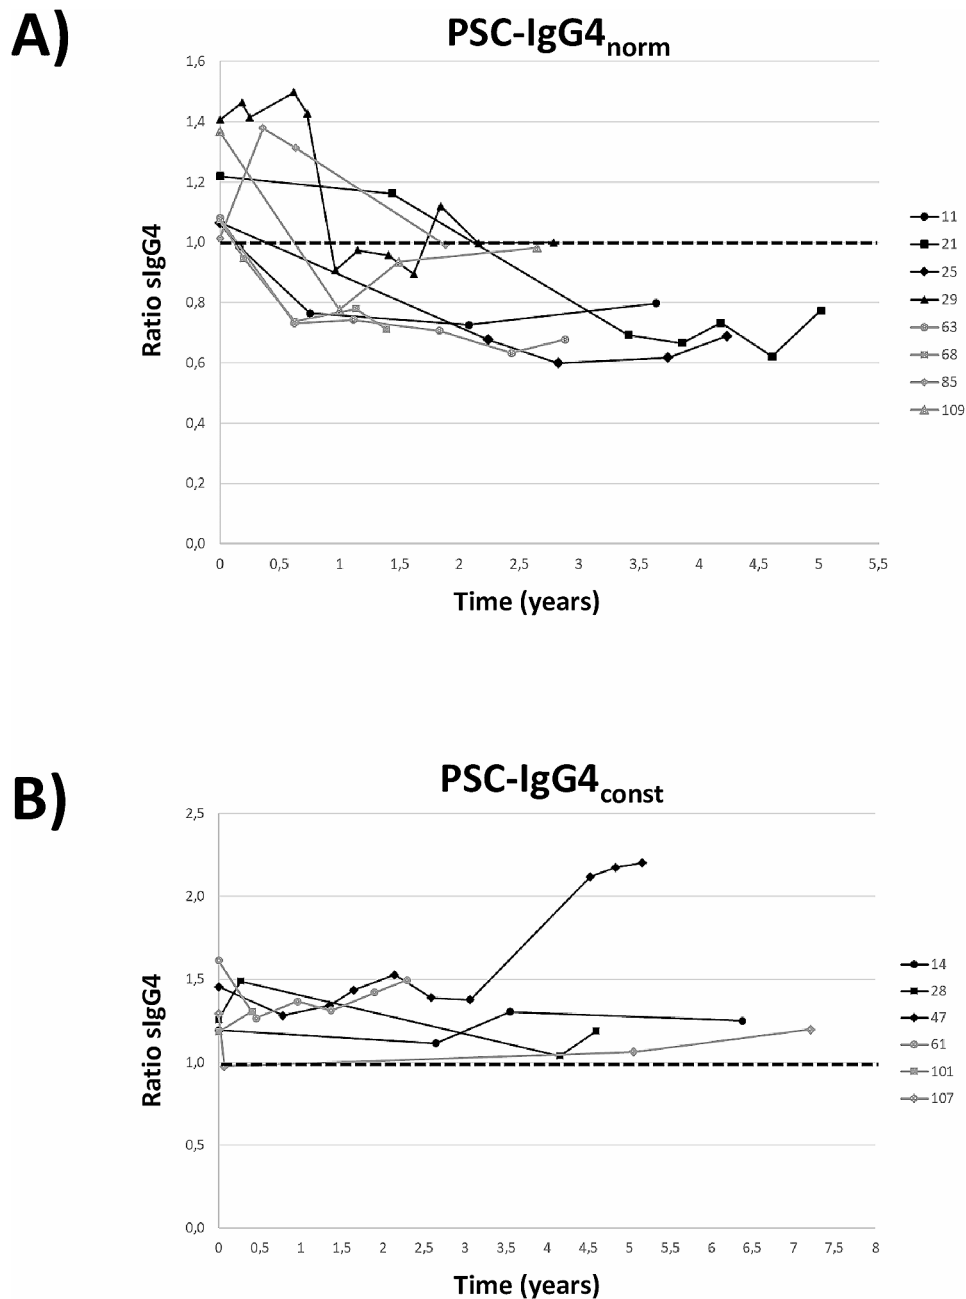 A)
PSC-IgG4norm
1,6
1,4
1,2
1,0
0,8
0,6
0,4
0,2
0,0
Ratio sIgG4
0 0,5 1 1,5 2 2,5 3 3,5 4 4,5 5 5,5
Time (years)
11
21
25
29
63
68
85
109
B)
PSC-IgG4const
2,5
2,0
1,5
1,0
0,5
0,0
Ratio sIgG4
0 0,5 1 1,5 2 2,5 3 3,5 4 4,5 5 5,5 6 6,5 7 7,5 8
Time (years)
14
28
47
61
101
107